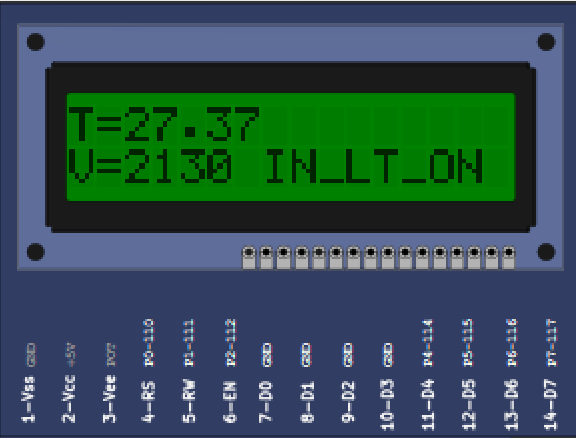 T=27.37
V=2130 IN_LT_ON
1-Vss GND
2-Vcc +5V
3-Vee POT
4-RS P0-110
5-RW P1-111
6-EN P2-112
7-D0 GND
8-D1 GND
9-D2 GND
10-D3 GND
11-D4 P4-114
12-D5 P5-115
13-D6 P6-116
14-D7 P7-117